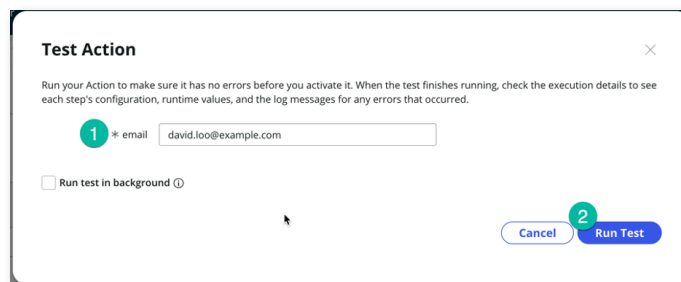 Test Action
Run your Action to make sure it has no errors before you activate it. When the test finishes running, check the execution details to see
each step's configuration, runtime values, and the log messages for any errors that occurred.
1 * email david.loo@example.com
Run test in background
2
Cancel Run Test